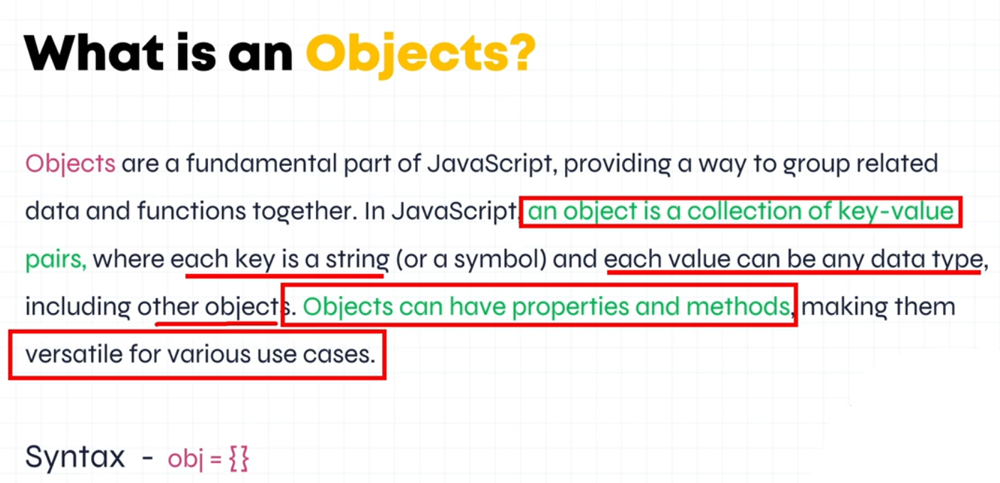 What is an Objects?
Objects are a fundamental part of JavaScript, providing a way to group related
data and functions together. In JavaScript, an object is a collection of key-value
pairs, where each key is a string (or a symbol) and each value can be any data type,
including other objects. Objects can have properties and methods, making them
versatile for various use cases.
Syntax - obj = {}